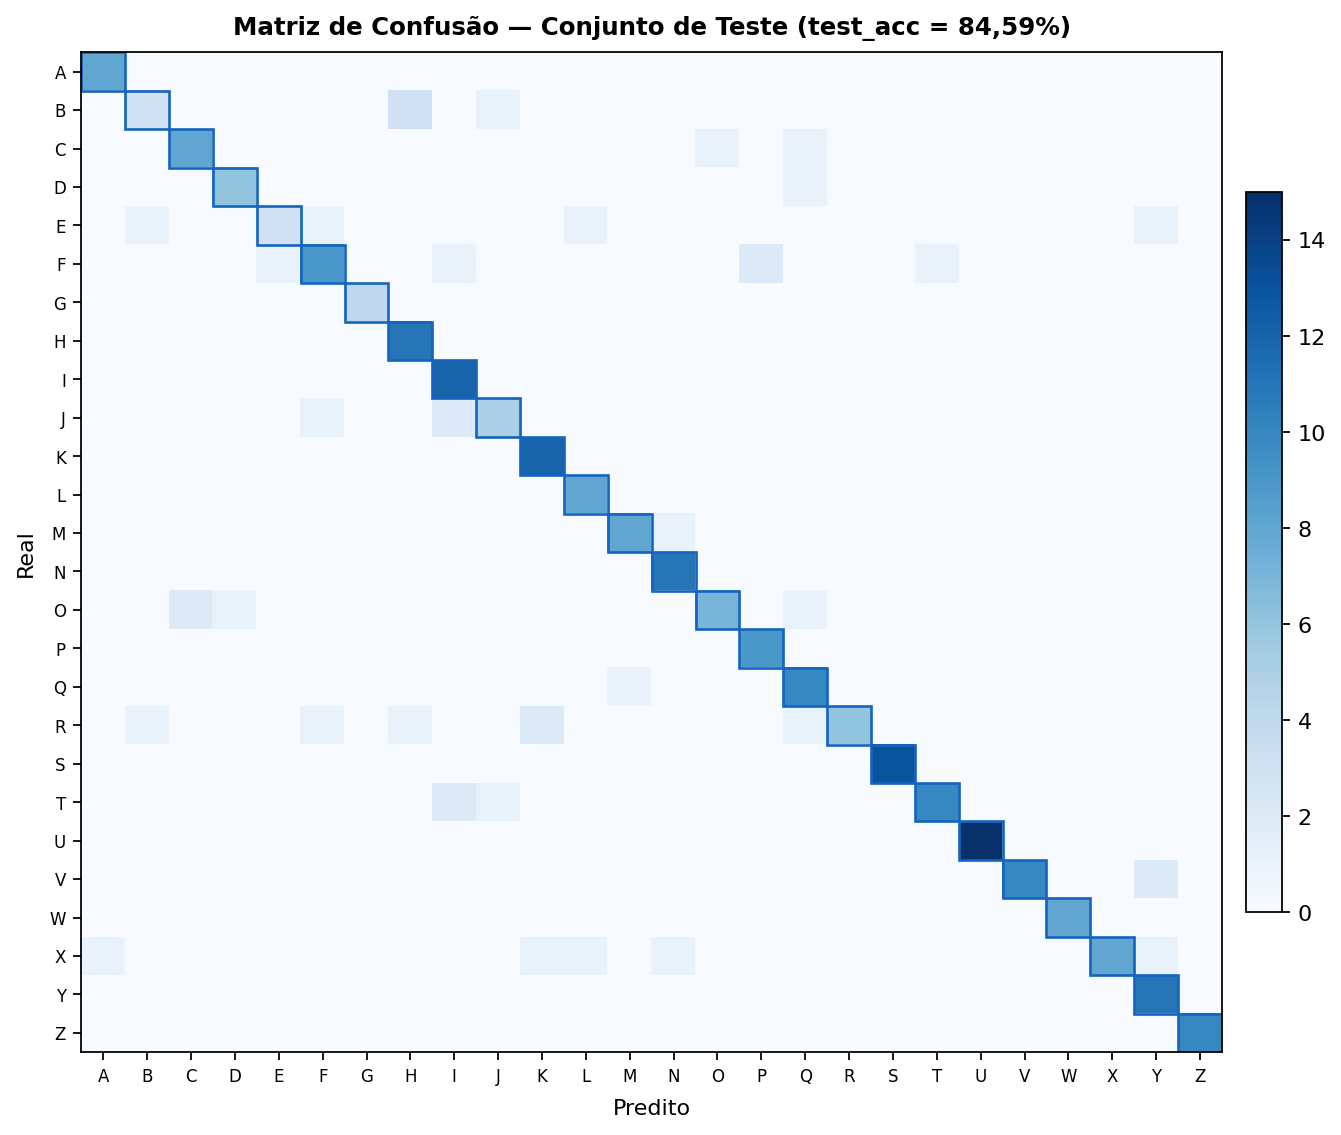 Matriz de Confusão — Conjunto de Teste (test_acc = 84,59%)
A
B
C
D
E
F
G
H
I
J
K
L
M
N
O
P
Q
R
S
T
U
V
W
X
Y
Z
Real
A B C D E F G H I J K L M N O P Q R S T U V W X Y Z
Predito
14
12
10
8
6
4
2
0